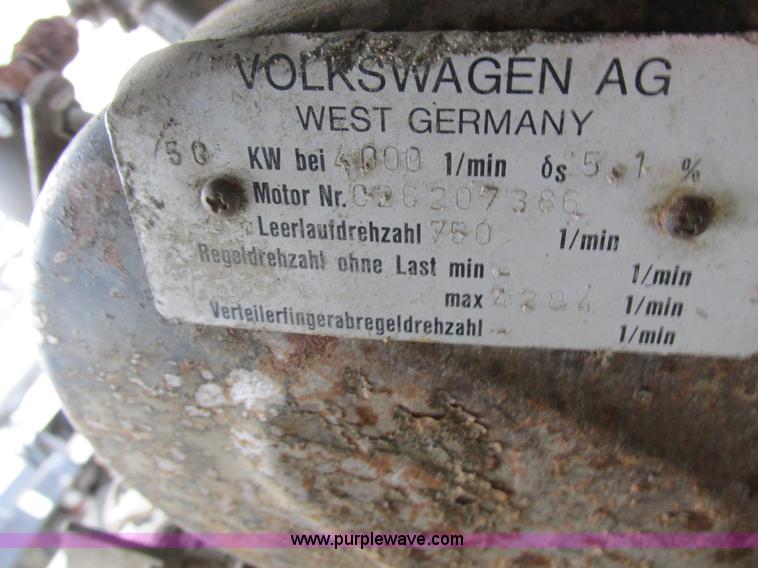 VOLKSWAGEN AG
WEST GERMANY
/50 KW bei 4000 1/min δs 5,1 %
Motor Nr. 026207386
Leerlaufdrehzahl 750 1/min
Regeldrehzahl ohne Last min - 1/min
max 4204 1/min
Verteilerfingerabregeldrehzahl - 1/min
www.purplewave.com